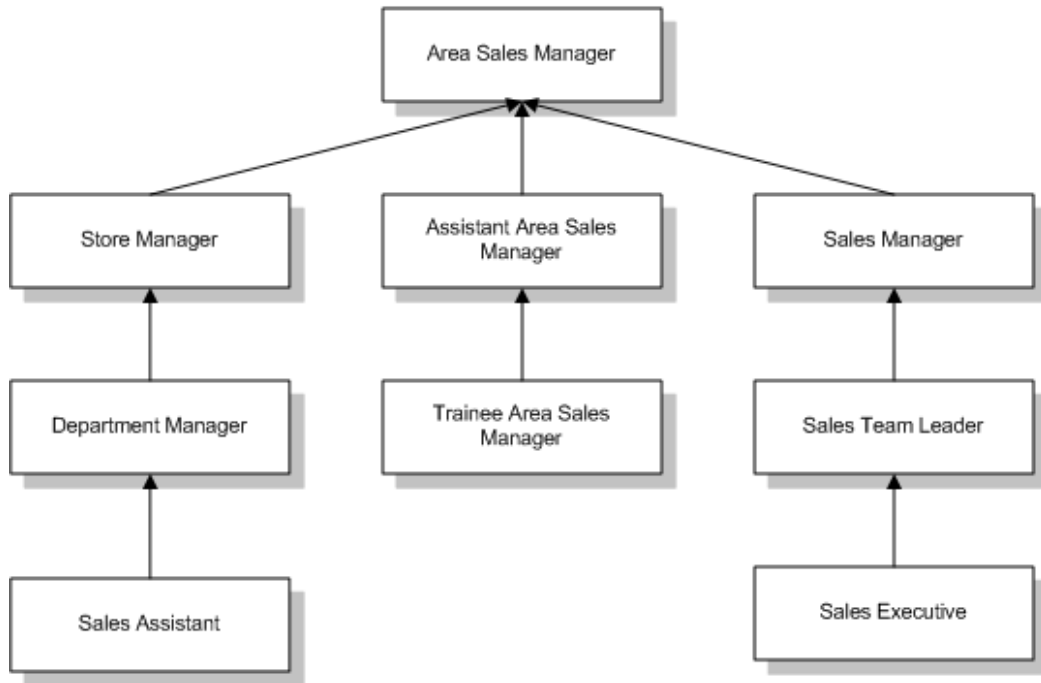 Area Sales Manager
Store Manager
Assistant Area Sales
Manager
Sales Manager
Department Manager
Trainee Area Sales
Manager
Sales Team Leader
Sales Assistant
Sales Executive